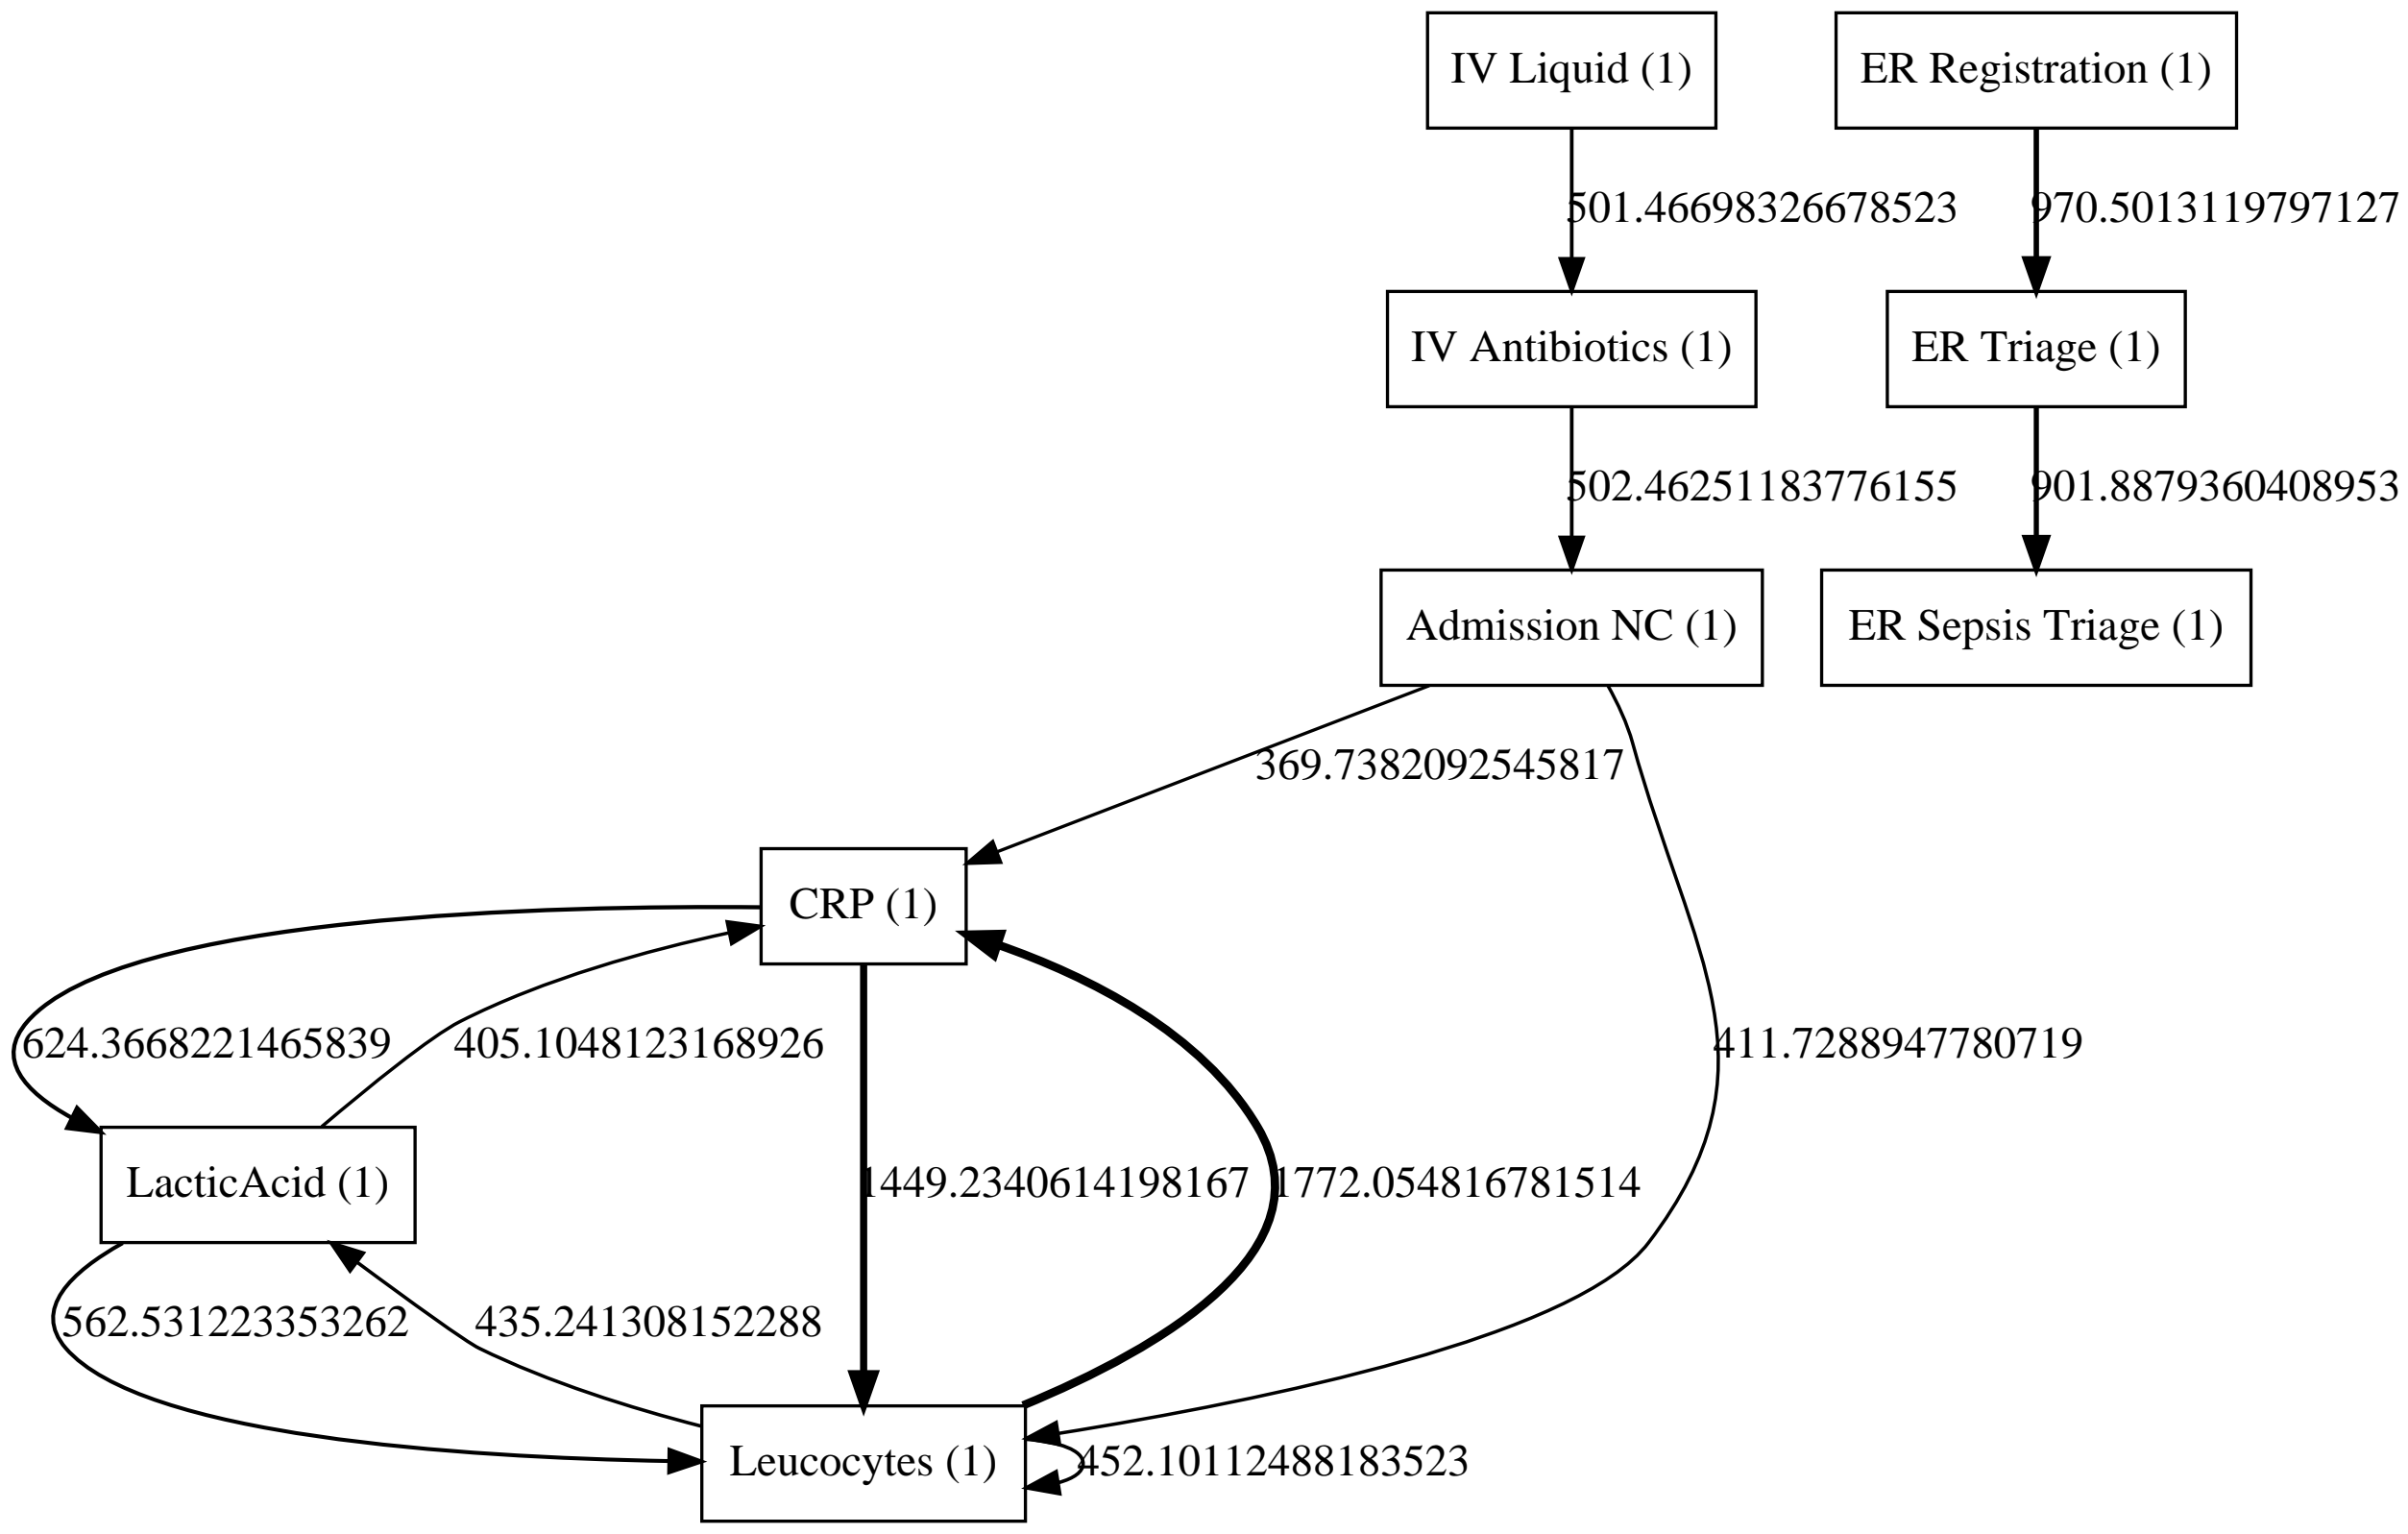 IV Liquid (1)
ER Registration (1)
501.46698326678523
970.5013119797127
IV Antibiotics (1)
ER Triage (1)
502.46251183776155
901.8879360408953
Admission NC (1)
ER Sepsis Triage (1)
369.7382092545817
CRP (1)
624.3668221465839
405.1048123168926
411.7288947780719
LacticAcid (1)
1449.2340614198167
1772.054816781514
562.531223353262
435.241308152288
Leucocytes (1)
452.10112488183523